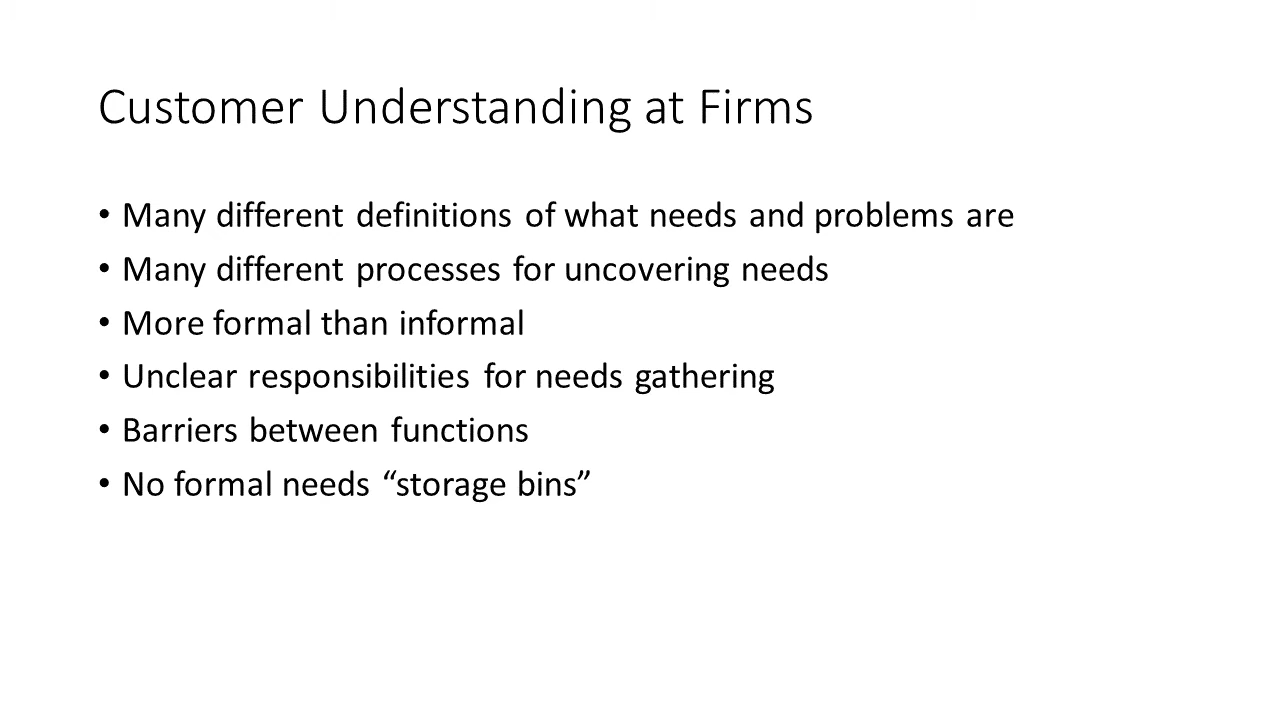 Customer Understanding at Firms
• Many different definitions of what needs and problems are
• Many different processes for uncovering needs
• More formal than informal
• Unclear responsibilities for needs gathering
• Barriers between functions
• No formal needs “storage bins”